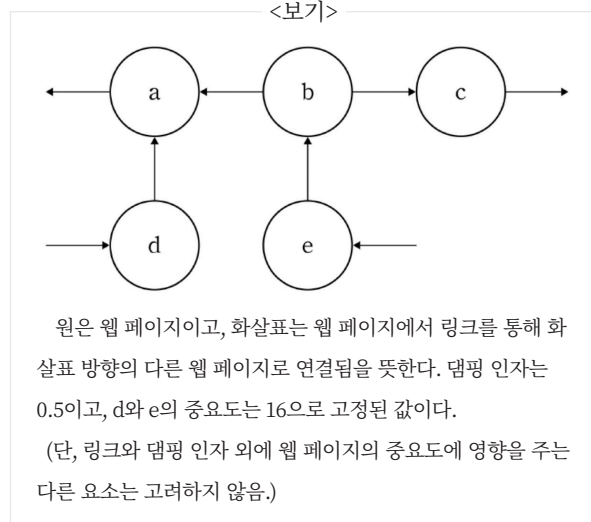 <보기>
a
b
c
d
e
원은 웹 페이지이고, 화살표는 웹 페이지에서 링크를 통해 화
살표 방향의 다른 웹 페이지로 연결됨을 뜻한다. 댐핑 인자는
0.5이고, d와 e의 중요도는 16으로 고정된 값이다.
(단, 링크와 댐핑 인자 외에 웹 페이지의 중요도에 영향을 주는
다른 요소는 고려하지 않음.)